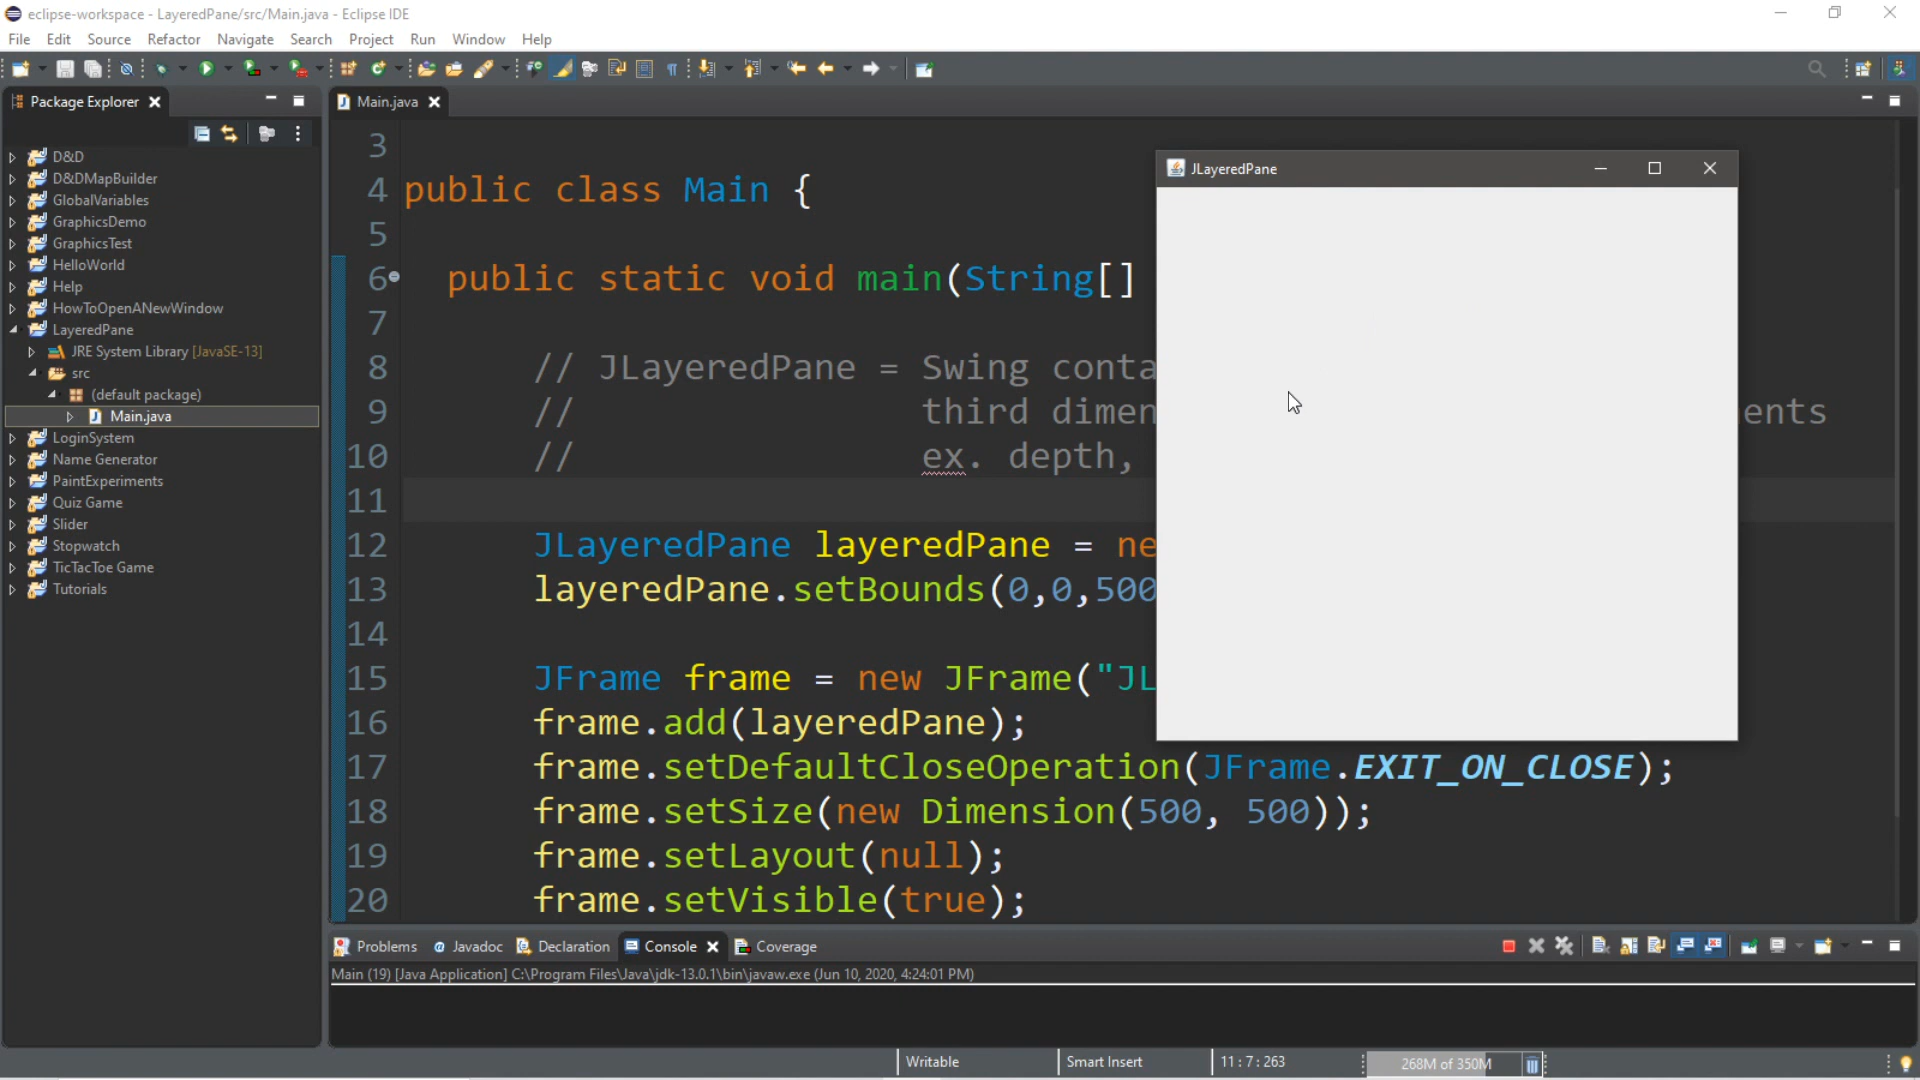 eclipse-workspace - LayeredPane/src/Main.java - Eclipse IDE
File Edit Source Refactor Navigate Search Project Run Window Help
Package Explorer
D&D
D&DMapBuilder
GlobalVariables
GraphicsDemo
GraphicsTest
HelloWorld
Help
HowToOpenANewWindow
LayeredPane
JRE System Library [JavaSE-13]
src
(default package)
Main.java
LoginSystem
Name Generator
PaintExperiments
Quiz Game
Slider
Stopwatch
TicTacToe Game
Tutorials
Main.java
3
4 public class Main {
5
6 public static void main(String[]
7
8 // JLayeredPane = Swing conta
9 // third dimen ents
10 // ex. depth,
11
12 JLayeredPane layeredPane = ne
13 layeredPane.setBounds(0,0,500
14
15 JFrame frame = new JFrame("JL
16 frame.add(layeredPane);
17 frame.setDefaultCloseOperation(JFrame.EXIT_ON_CLOSE);
18 frame.setSize(new Dimension(500, 500));
19 frame.setLayout(null);
20 frame.setVisible(true);
JLayeredPane
Problems Javadoc Declaration Console Coverage
Main (19) [Java Application] C:\Program Files\Java\jdk-13.0.1\bin\javaw.exe (Jun 10, 2020, 4:24:01 PM)
Writable Smart Insert 11 : 7 : 263 268M of 350M